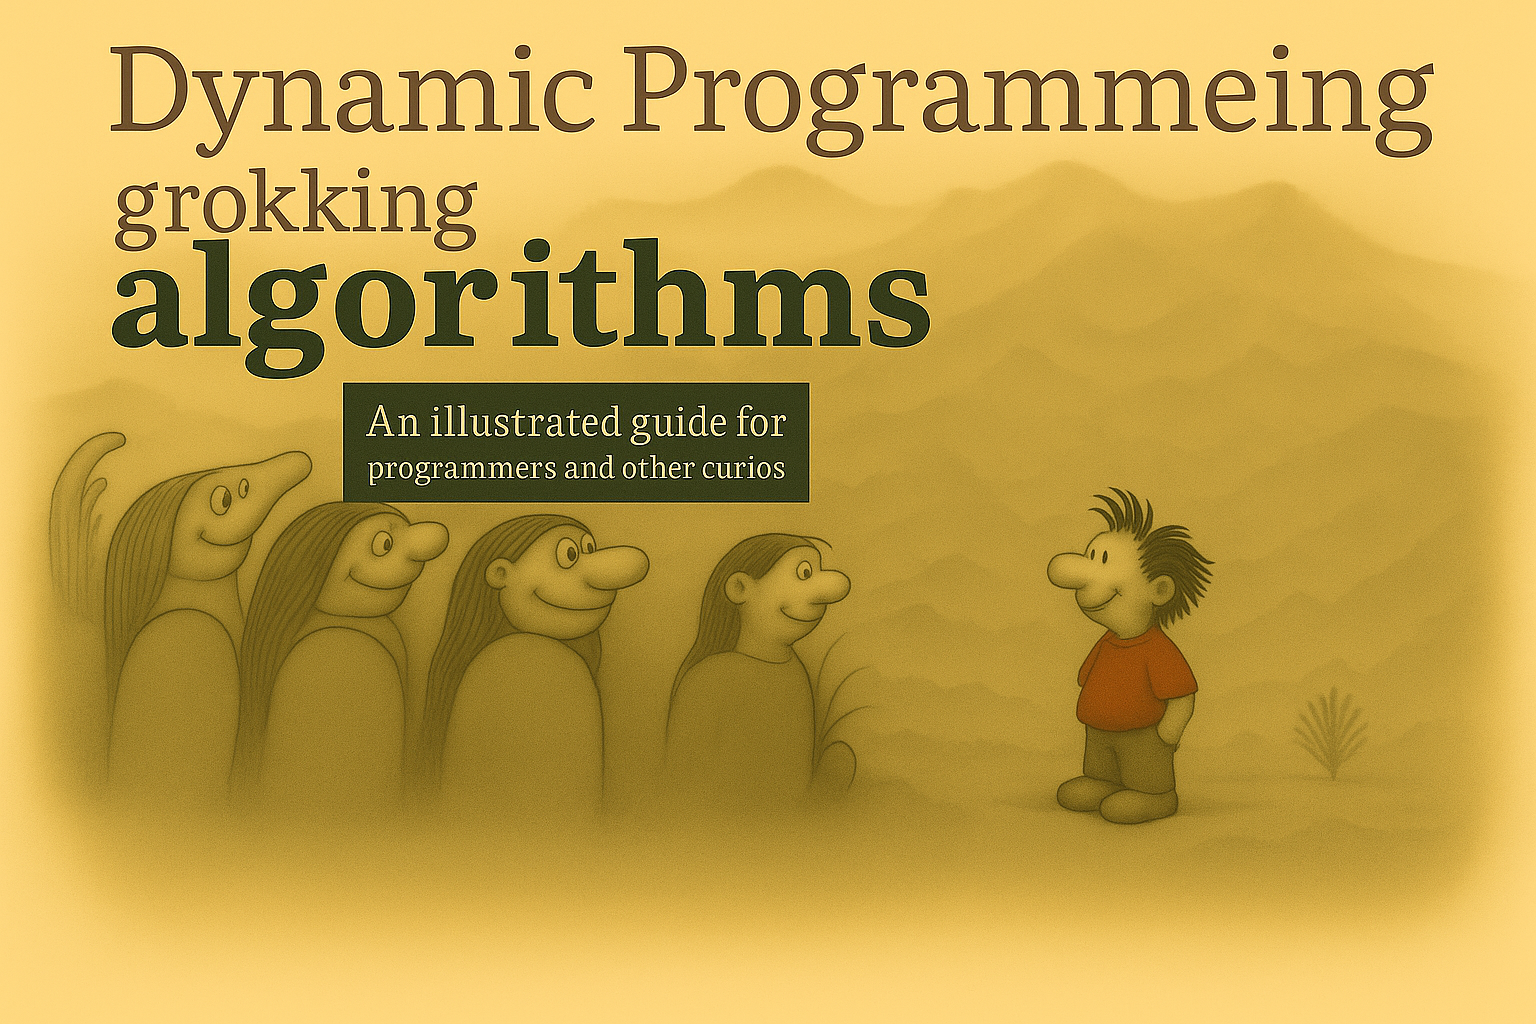 Dynamic Programmeing
grokking
algorithms
An illustrated guide for
programmers and other curios